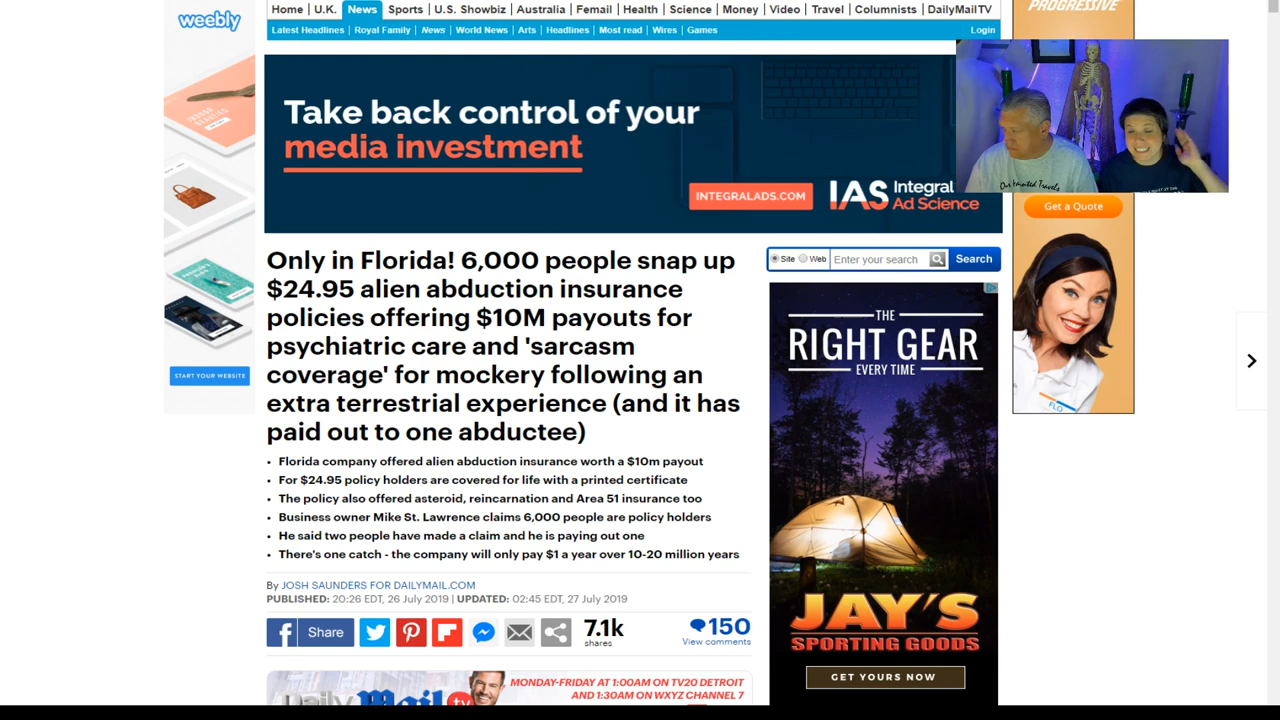 weebly
Home | U.K. News Sports | U.S. Showbiz | Australia | Femail | Health | Science | Money | Video | Travel | Columnists | DailyMailTV
Latest Headlines | Royal Family | News | World News | Arts | Headlines | Most read | Wires | Games
Login
PROGRESSIVE
Take back control of your
media investment
INTEGRALADS.COM
IAS Integral
Ad Science
Our Haunted Travels
Get a Quote
START YOUR WEBSITE
Only in Florida! 6,000 people snap up
$24.95 alien abduction insurance
policies offering $10M payouts for
psychiatric care and 'sarcasm
coverage' for mockery following an
extra terrestrial experience (and it has
paid out to one abductee)
• Florida company offered alien abduction insurance worth a $10m payout
• For $24.95 policy holders are covered for life with a printed certificate
• The policy also offered asteroid, reincarnation and Area 51 insurance too
• Business owner Mike St. Lawrence claims 6,000 people are policy holders
• He said two people have made a claim and he is paying out one
• There's one catch - the company will only pay $1 a year over 10-20 million years
By JOSH SAUNDERS FOR DAILYMAIL.COM
PUBLISHED: 20:26 EDT, 26 July 2019 | UPDATED: 02:45 EDT, 27 July 2019
f Share
7.1k
shares
150
View comments
Daily Mail tv
MONDAY-FRIDAY AT 1:00AM ON TV20 DETROIT
AND 1:30AM ON WXYZ CHANNEL 7
Site Web Enter your search Search
THE
RIGHT GEAR
EVERY TIME
JAY'S
SPORTING GOODS
GET YOURS NOW
FLO